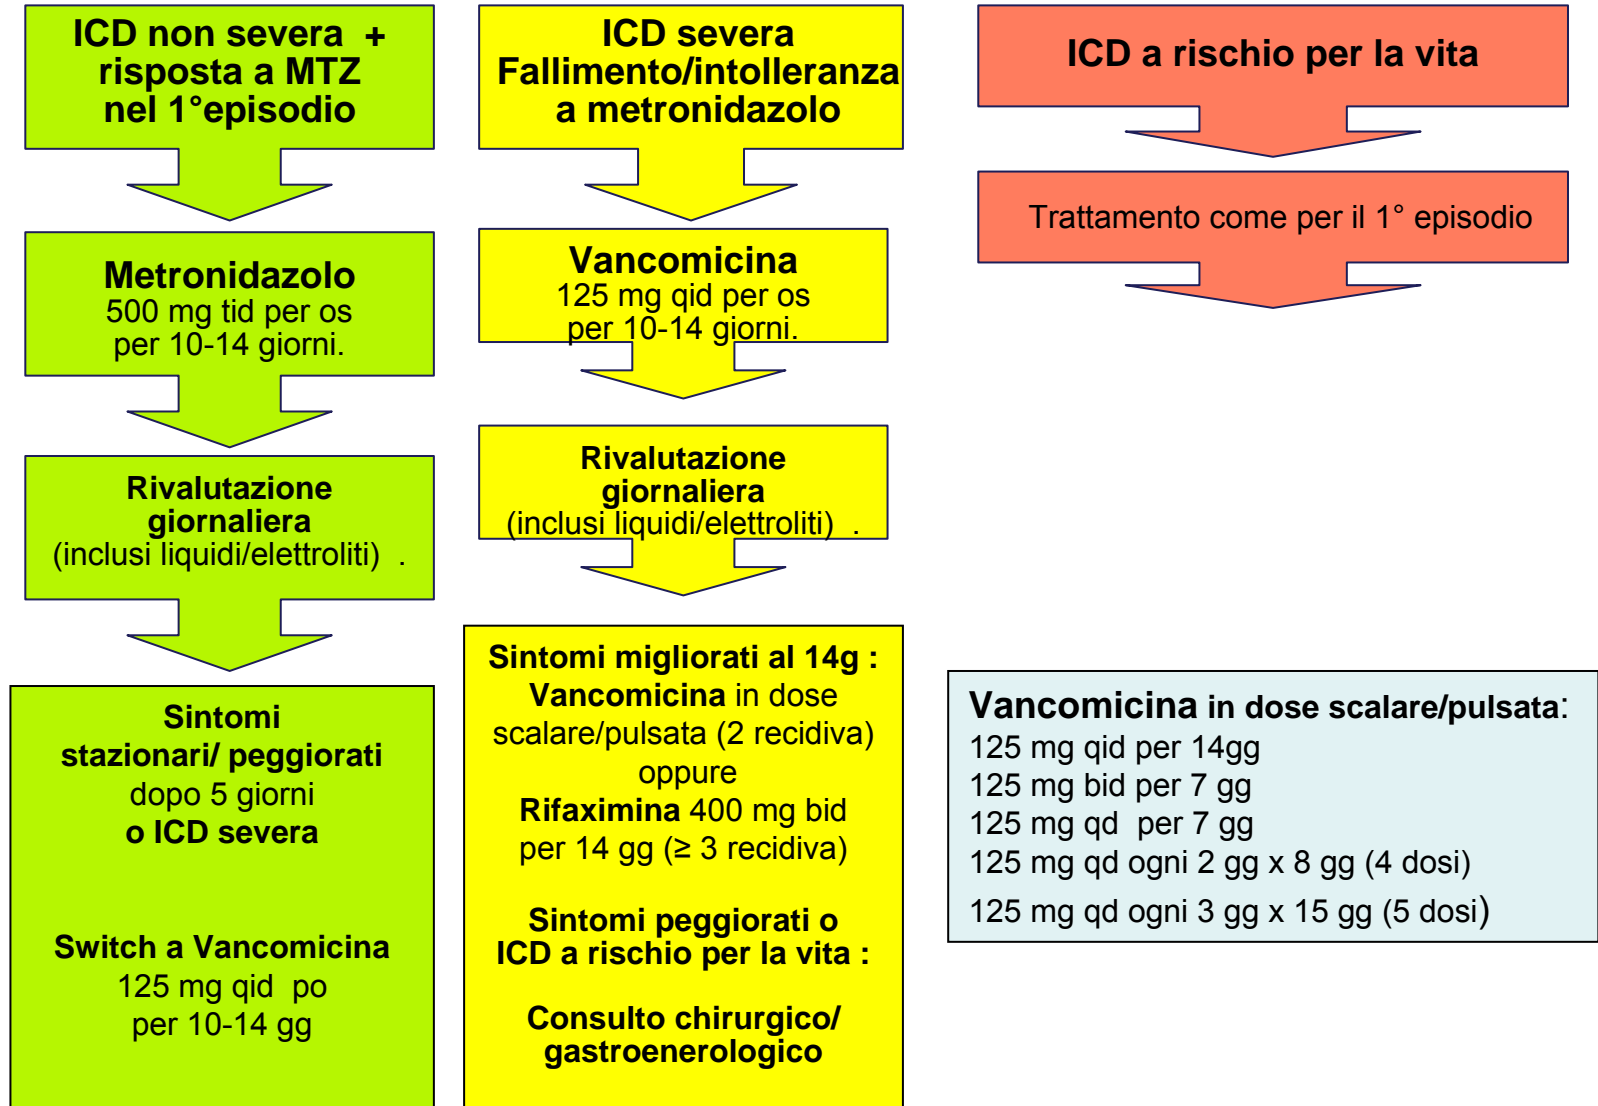 ICD non severa +
risposta a MTZ
nel 1°episodio
Metronidazolo
500 mg tid per os
per 10-14 giorni.
Rivalutazione
giornaliera
(inclusi liquidi/elettroliti) .
Sintomi
stazionari/ peggiorati
dopo 5 giorni
o ICD severa
Switch a Vancomicina
125 mg qid po
per 10-14 gg
ICD severa
Fallimento/intolleranza
a metronidazolo
Vancomicina
125 mg qid per os
per 10-14 giorni.
Rivalutazione
giornaliera
(inclusi liquidi/elettroliti) .
Sintomi migliorati al 14g :
Vancomicina in dose
scalare/pulsata (2 recidiva)
oppure
Rifaximina 400 mg bid
per 14 gg (≥ 3 recidiva)
Sintomi peggiorati o
ICD a rischio per la vita :
Consulto chirurgico/
gastroenerologico
ICD a rischio per la vita
Trattamento come per il 1° episodio
Vancomicina in dose scalare/pulsata:
125 mg qid per 14gg
125 mg bid per 7 gg
125 mg qd per 7 gg
125 mg qd ogni 2 gg x 8 gg (4 dosi)
125 mg qd ogni 3 gg x 15 gg (5 dosi)